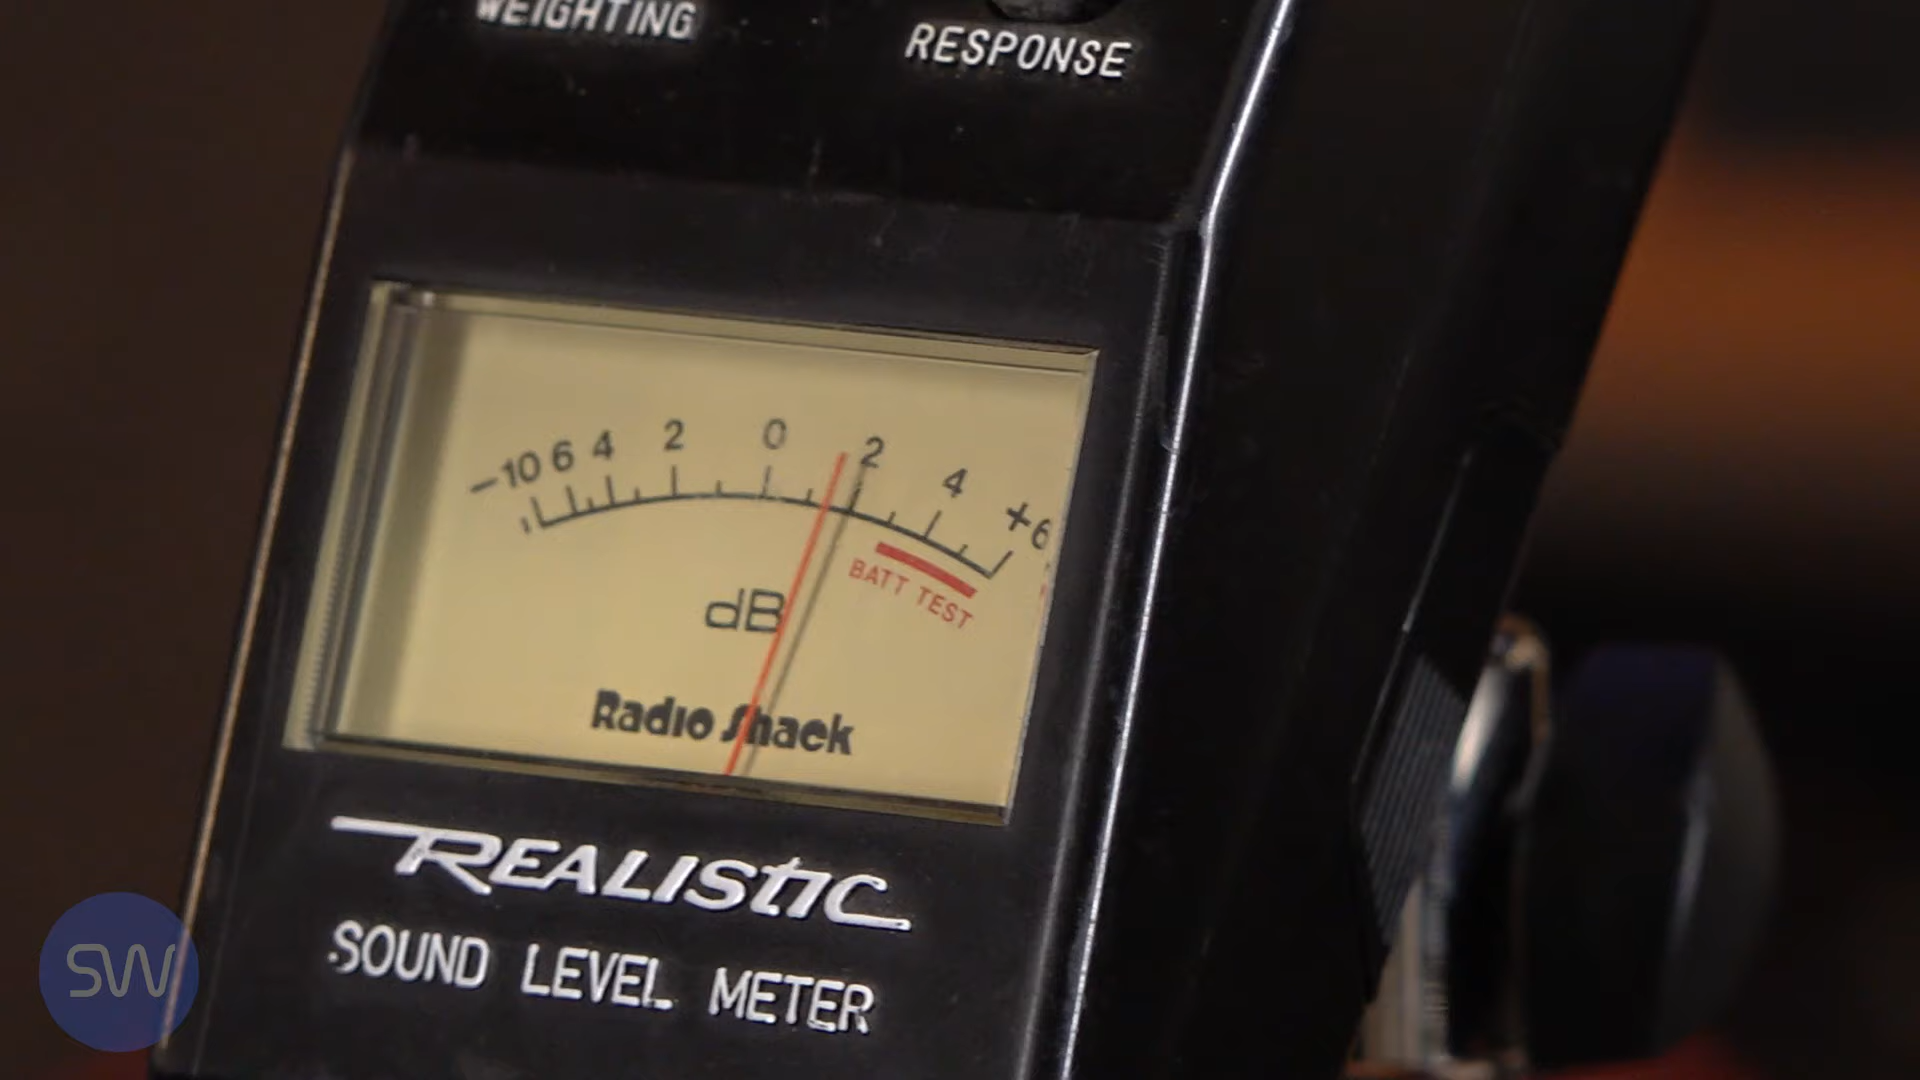 WEIGHTING
RESPONSE
−10 6 4 2 0 2 4 +6
BATT TEST
dB
Radio Shack
REALISTIC
SOUND LEVEL METER
SW